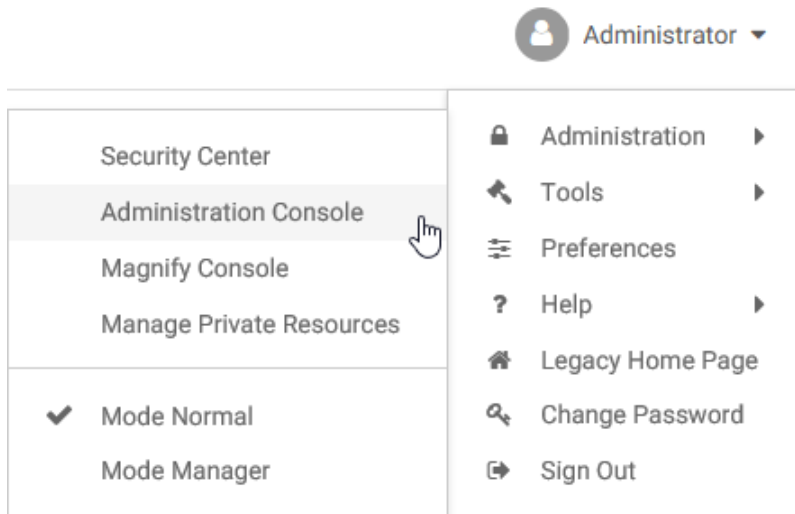 Administrator
Administration
Tools
Preferences
Help
Legacy Home Page
Change Password
Sign Out
Security Center
Administration Console
Magnify Console
Manage Private Resources
Mode Normal
Mode Manager